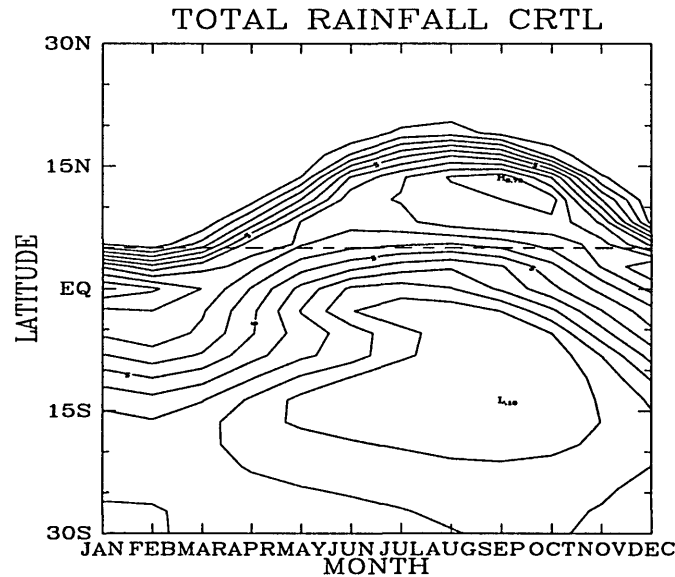 TOTAL RAINFALL CRTL
30N
15N
EQ
15S
30S
LATITUDE
JAN FEB MAR APR MAY JUN JUL AUG SEP OCT NOV DEC
MONTH